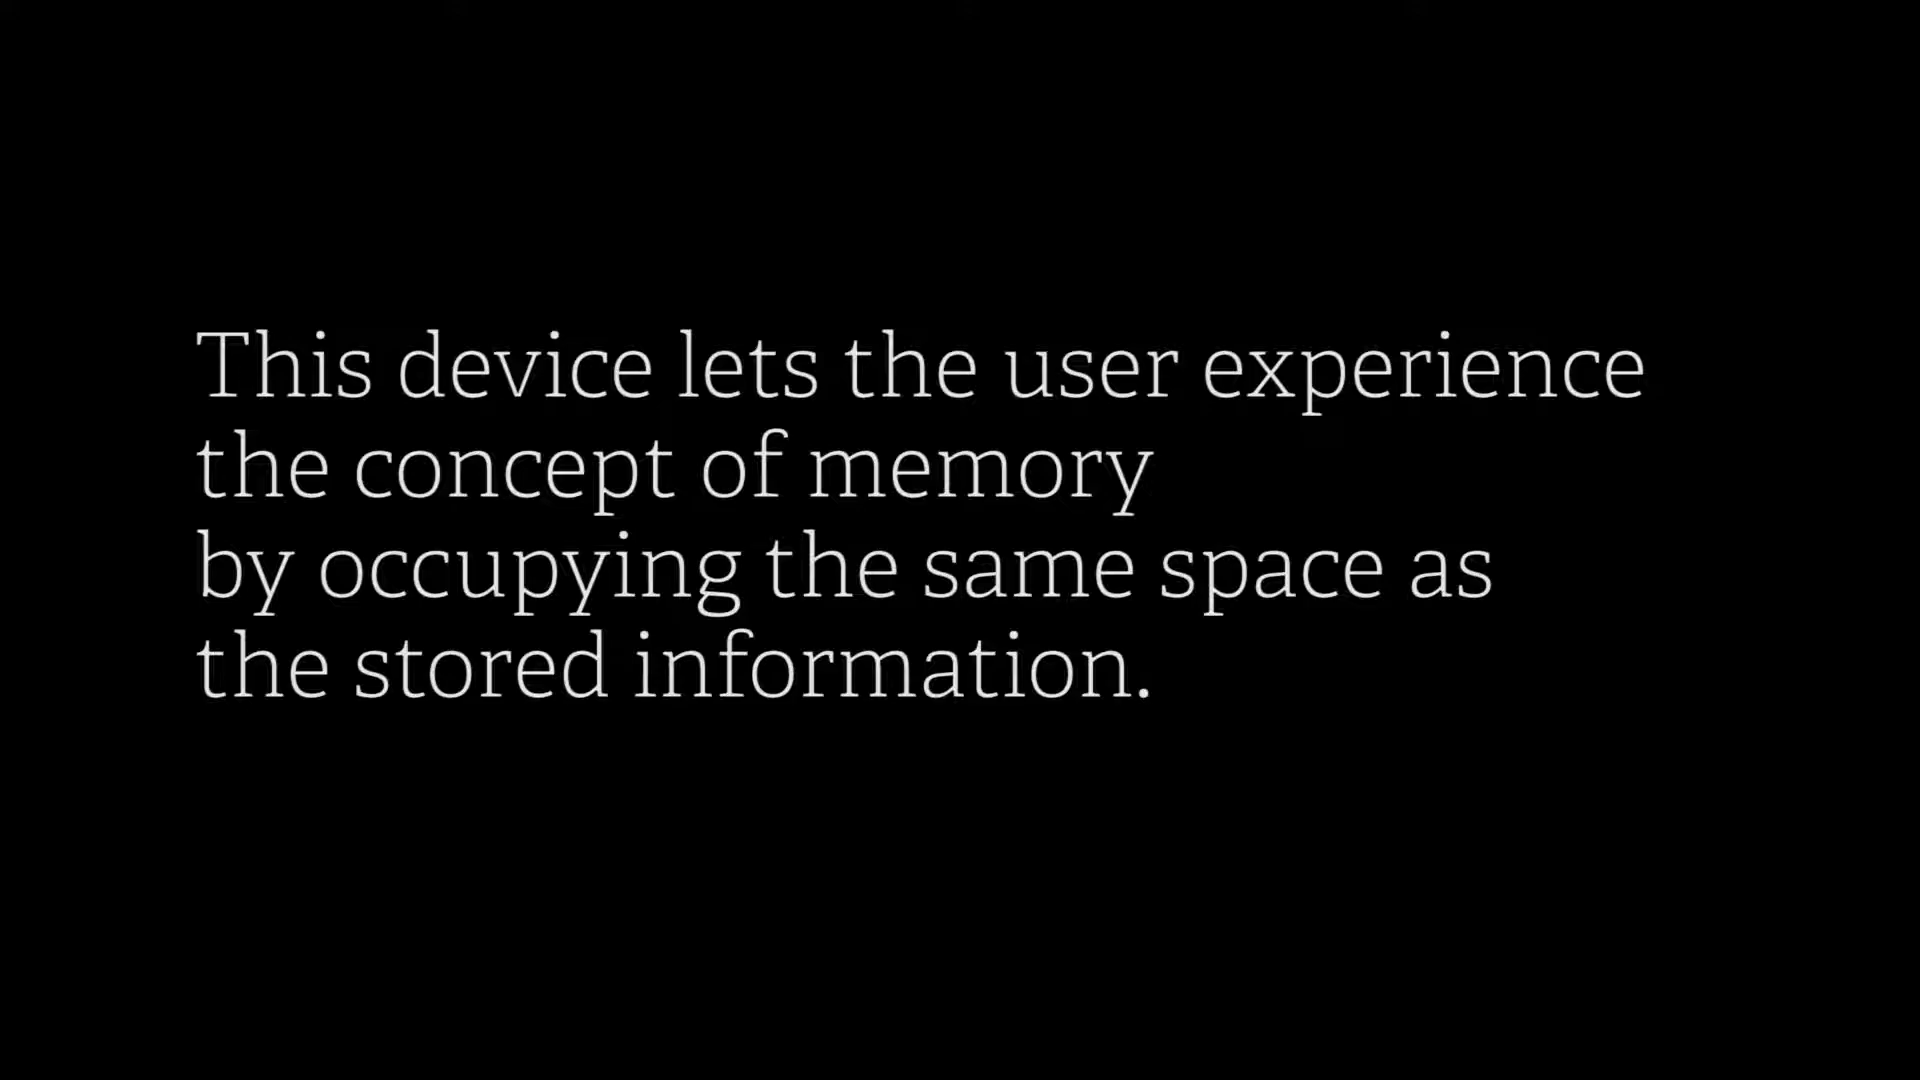 This device lets the user experience
the concept of memory
by occupying the same space as
the stored information.